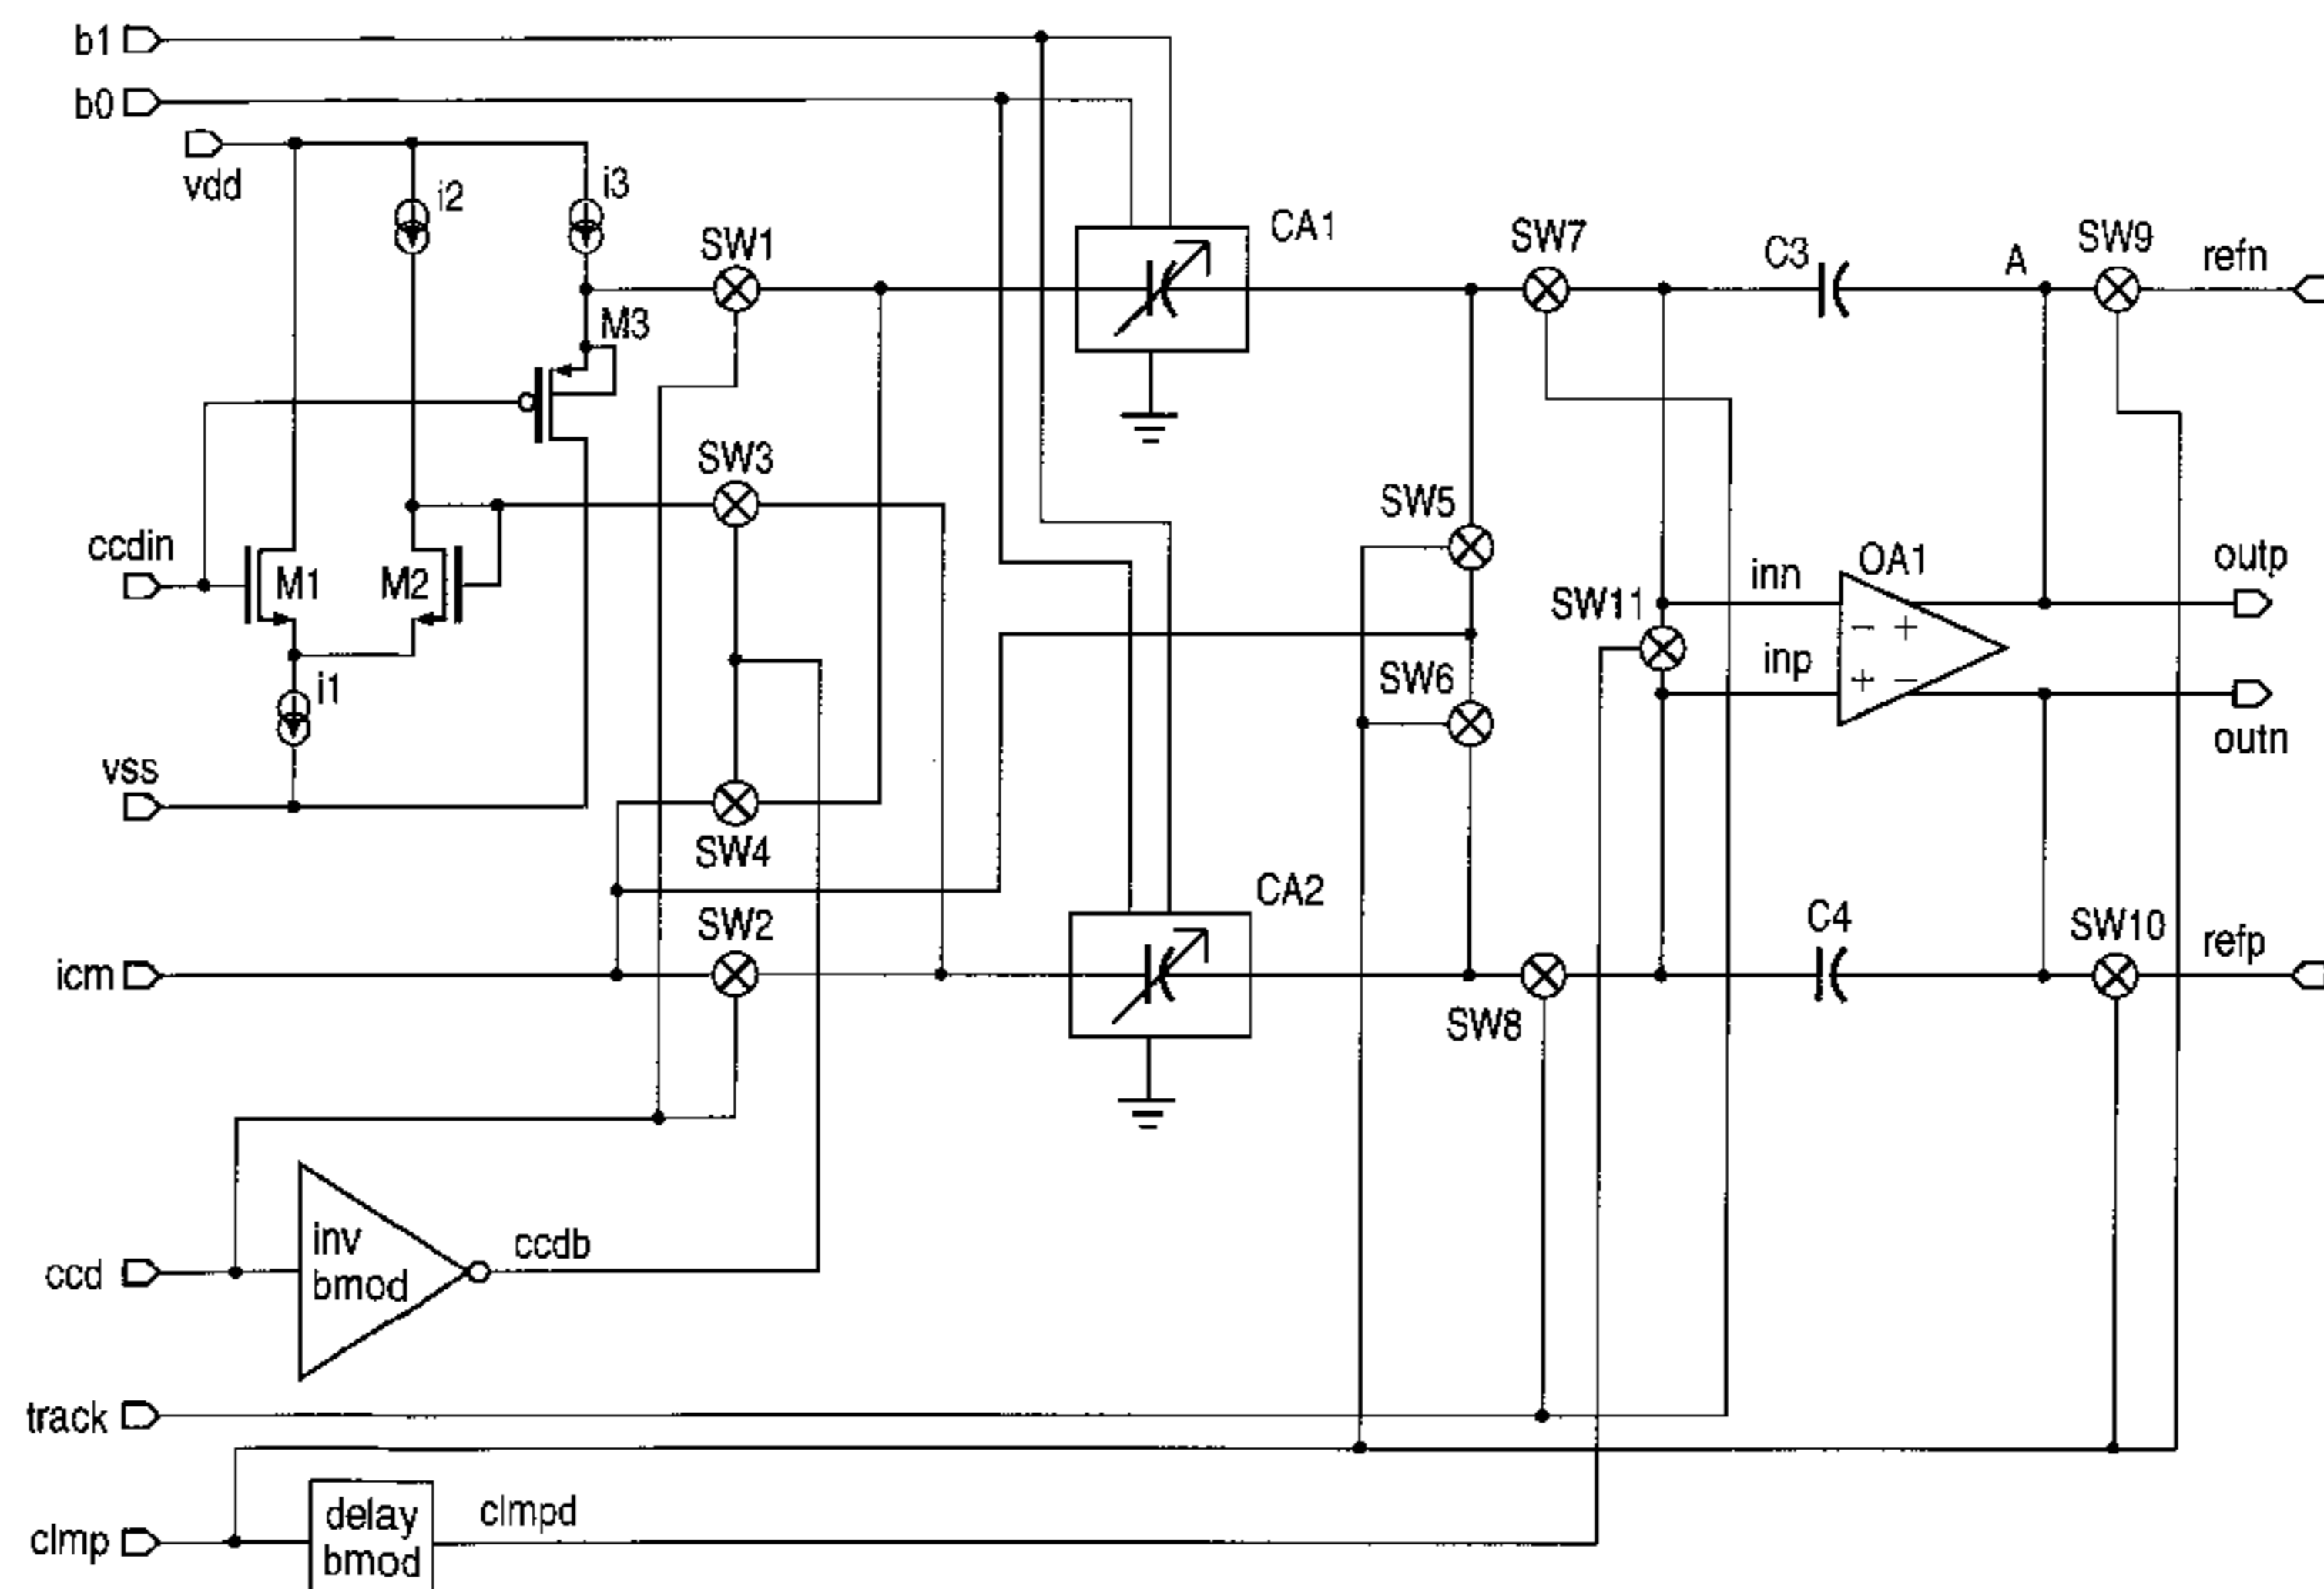 b1
b0
vdd
i2
i3
SW1
CA1
SW7
C3
A
SW9
refn
M3
SW3
SW5
ccdin
M1
M2
inn
OA1
outp
SW11
- +
i1
SW6
inp
+ -
outn
vss
SW4
CA2
C4
SW2
SW10
refp
icm
SW8
inv
bmod
ccdb
ccd
track
delay
bmod
clmpd
clmp